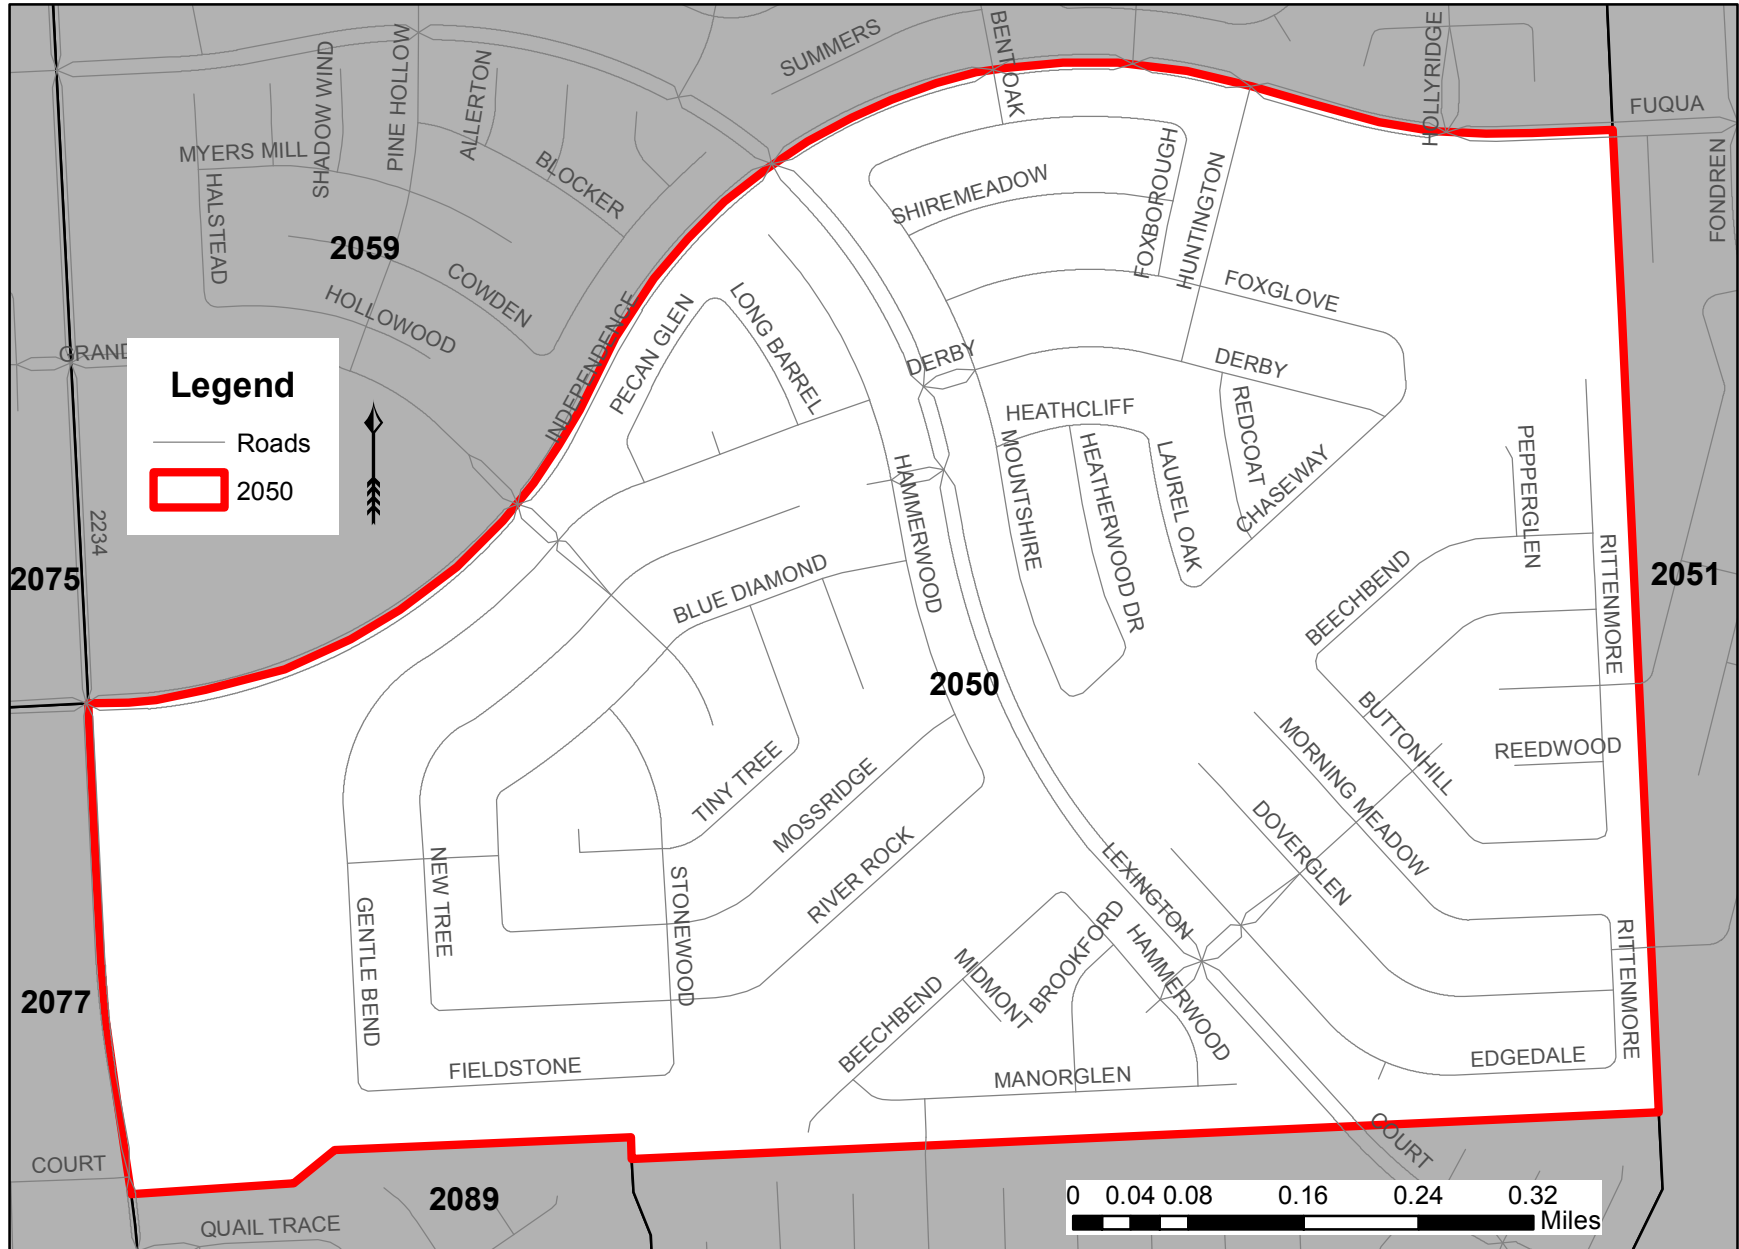 SUMMERS
BENT OAK
HOLLYRIDGE
FUQUA
FONDREN
MYERS MILL
SHADOW WIND
PINE HOLLOW
ALLERTON
BLOCKER
HALSTEAD
2059
COWDEN
HOLLOWOOD
INDEPENDENCE
GRAND
SHIREMEADOW
FOXBOROUGH
HUNTINGTON
FOXGLOVE
PECAN GLEN
LONG BARREL
DERBY
DERBY
Legend
Roads
2050
2234
2075
HEATHCLIFF
REDCOAT
CHASEWAY
MOUNTSHIRE
HEATHERWOOD DR
LAUREL OAK
HAMMERWOOD
PEPPERGLEN
RITTENMORE
2051
BEECHBEND
BLUE DIAMOND
2050
BUTTONHILL
REEDWOOD
MORNING MEADOW
DOVERGLEN
TINY TREE
MOSSRIDGE
RIVER ROCK
LEXINGTON
NEW TREE
STONEWOOD
GENTLE BEND
2077
BEECHBEND
MIDMONT
BROOKFORD
HAMMERWOOD
RITTENMORE
EDGEDALE
FIELDSTONE
MANORGLEN
COURT
COURT
2089
QUAIL TRACE
0 0.04 0.08 0.16 0.24 0.32
Miles